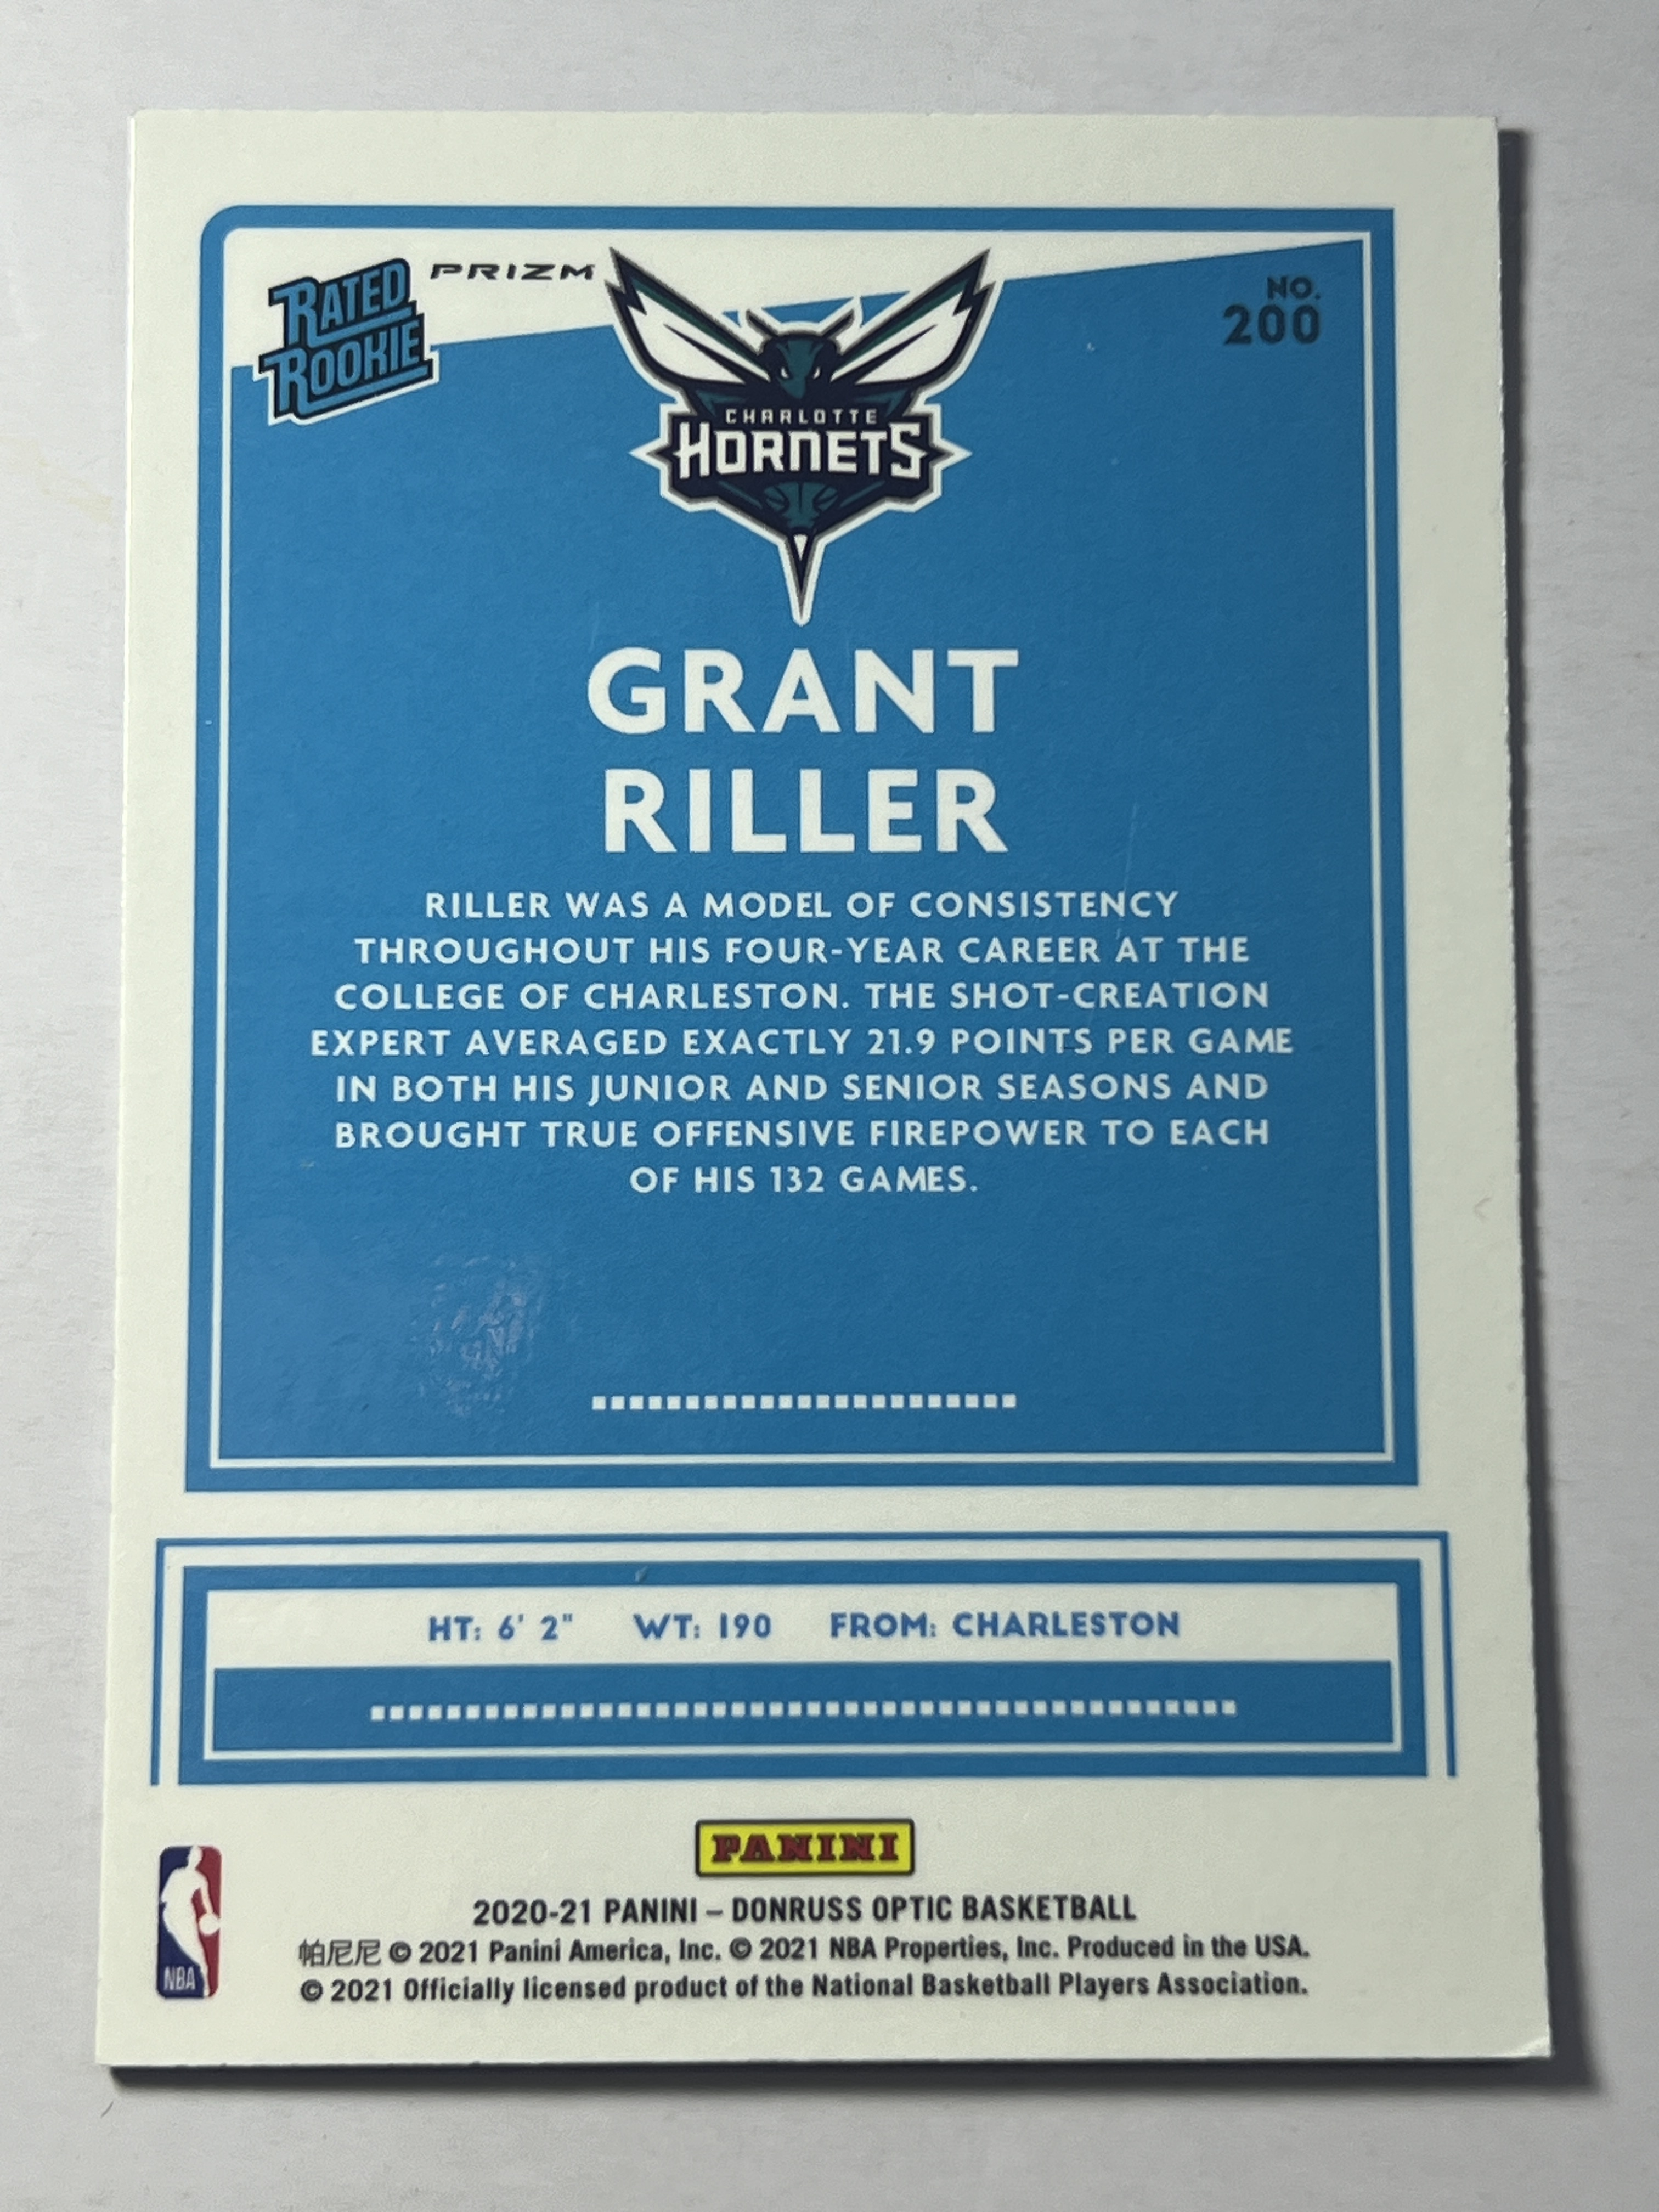 RATED
ROOKIE
PRIZM
NO.
200
CHARLOTTE
HORNETS
GRANT
RILLER
RILLER WAS A MODEL OF CONSISTENCY
THROUGHOUT HIS FOUR-YEAR CAREER AT THE
COLLEGE OF CHARLESTON. THE SHOT-CREATION
EXPERT AVERAGED EXACTLY 21.9 POINTS PER GAME
IN BOTH HIS JUNIOR AND SENIOR SEASONS AND
BROUGHT TRUE OFFENSIVE FIREPOWER TO EACH
OF HIS 132 GAMES.
HT: 6' 2" WT: 190 FROM: CHARLESTON
PANINI
NBA
2020-21 PANINI – DONRUSS OPTIC BASKETBALL
帕尼尼 © 2021 Panini America, Inc. © 2021 NBA Properties, Inc. Produced in the USA.
© 2021 Officially licensed product of the National Basketball Players Association.